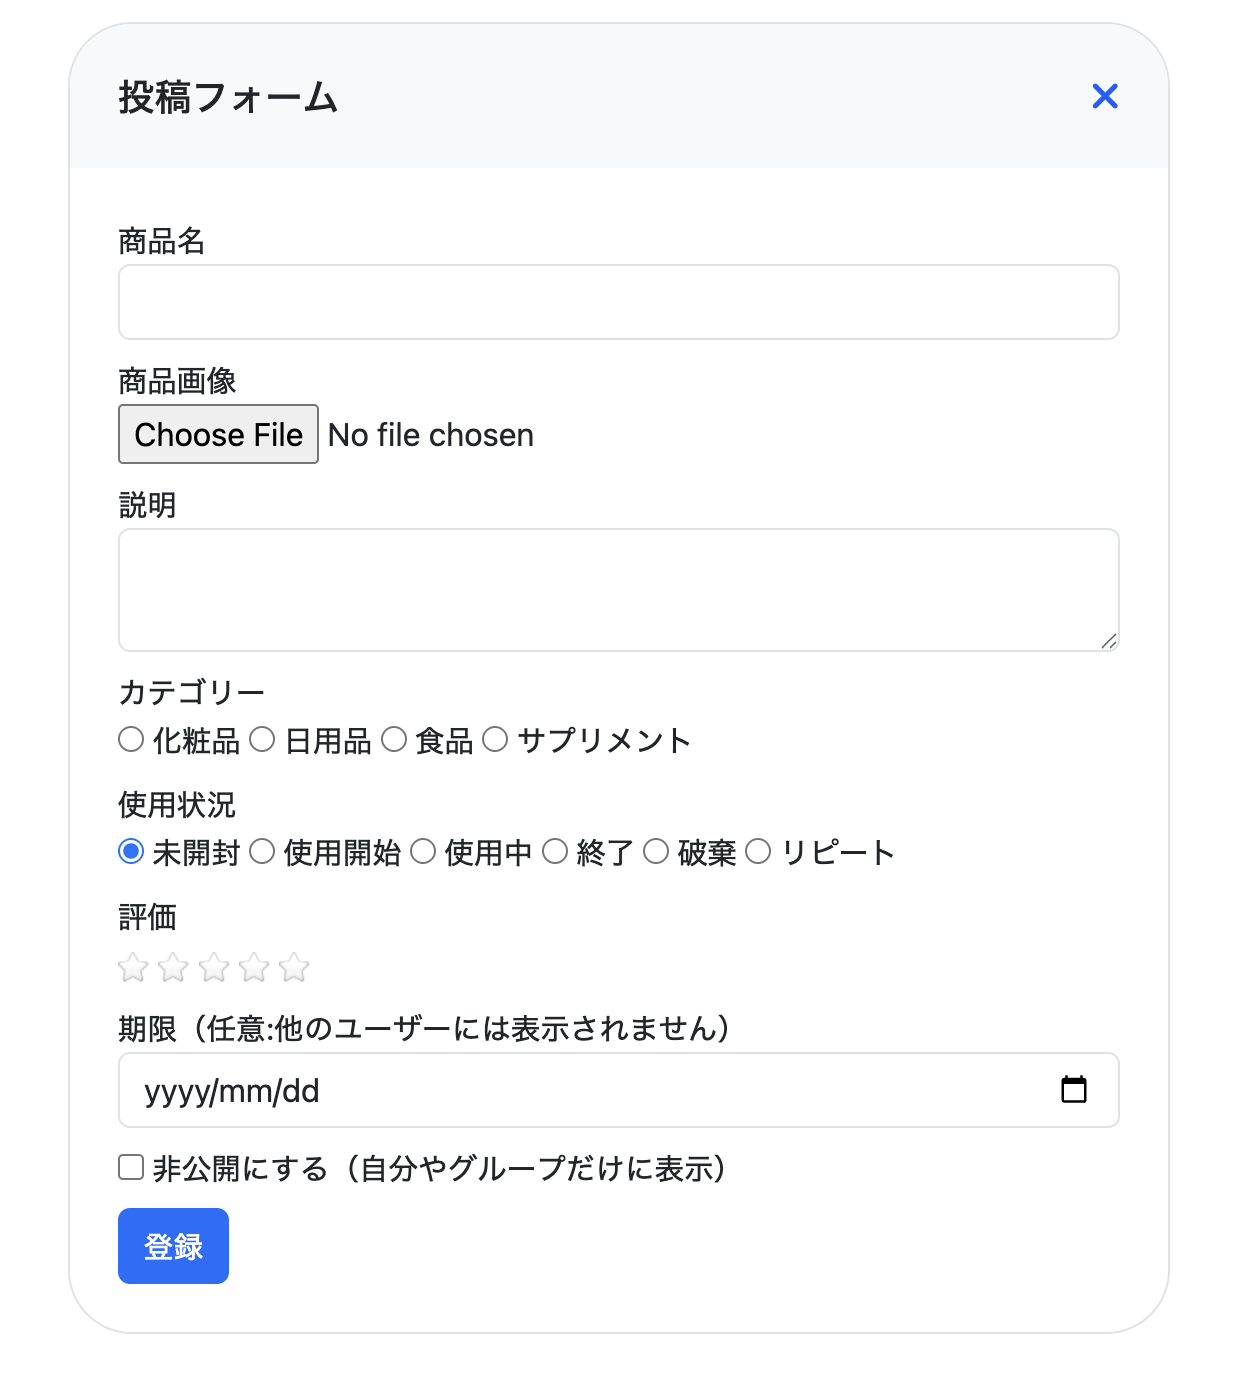 投稿フォーム
商品名
商品画像
Choose File No file chosen
説明
カテゴリー
化粧品 日用品 食品 サプリメント
使用状況
未開封 使用開始 使用中 終了 破棄 リピート
評価
期限（任意:他のユーザーには表示されません）
yyyy/mm/dd
非公開にする（自分やグループだけに表示）
登録